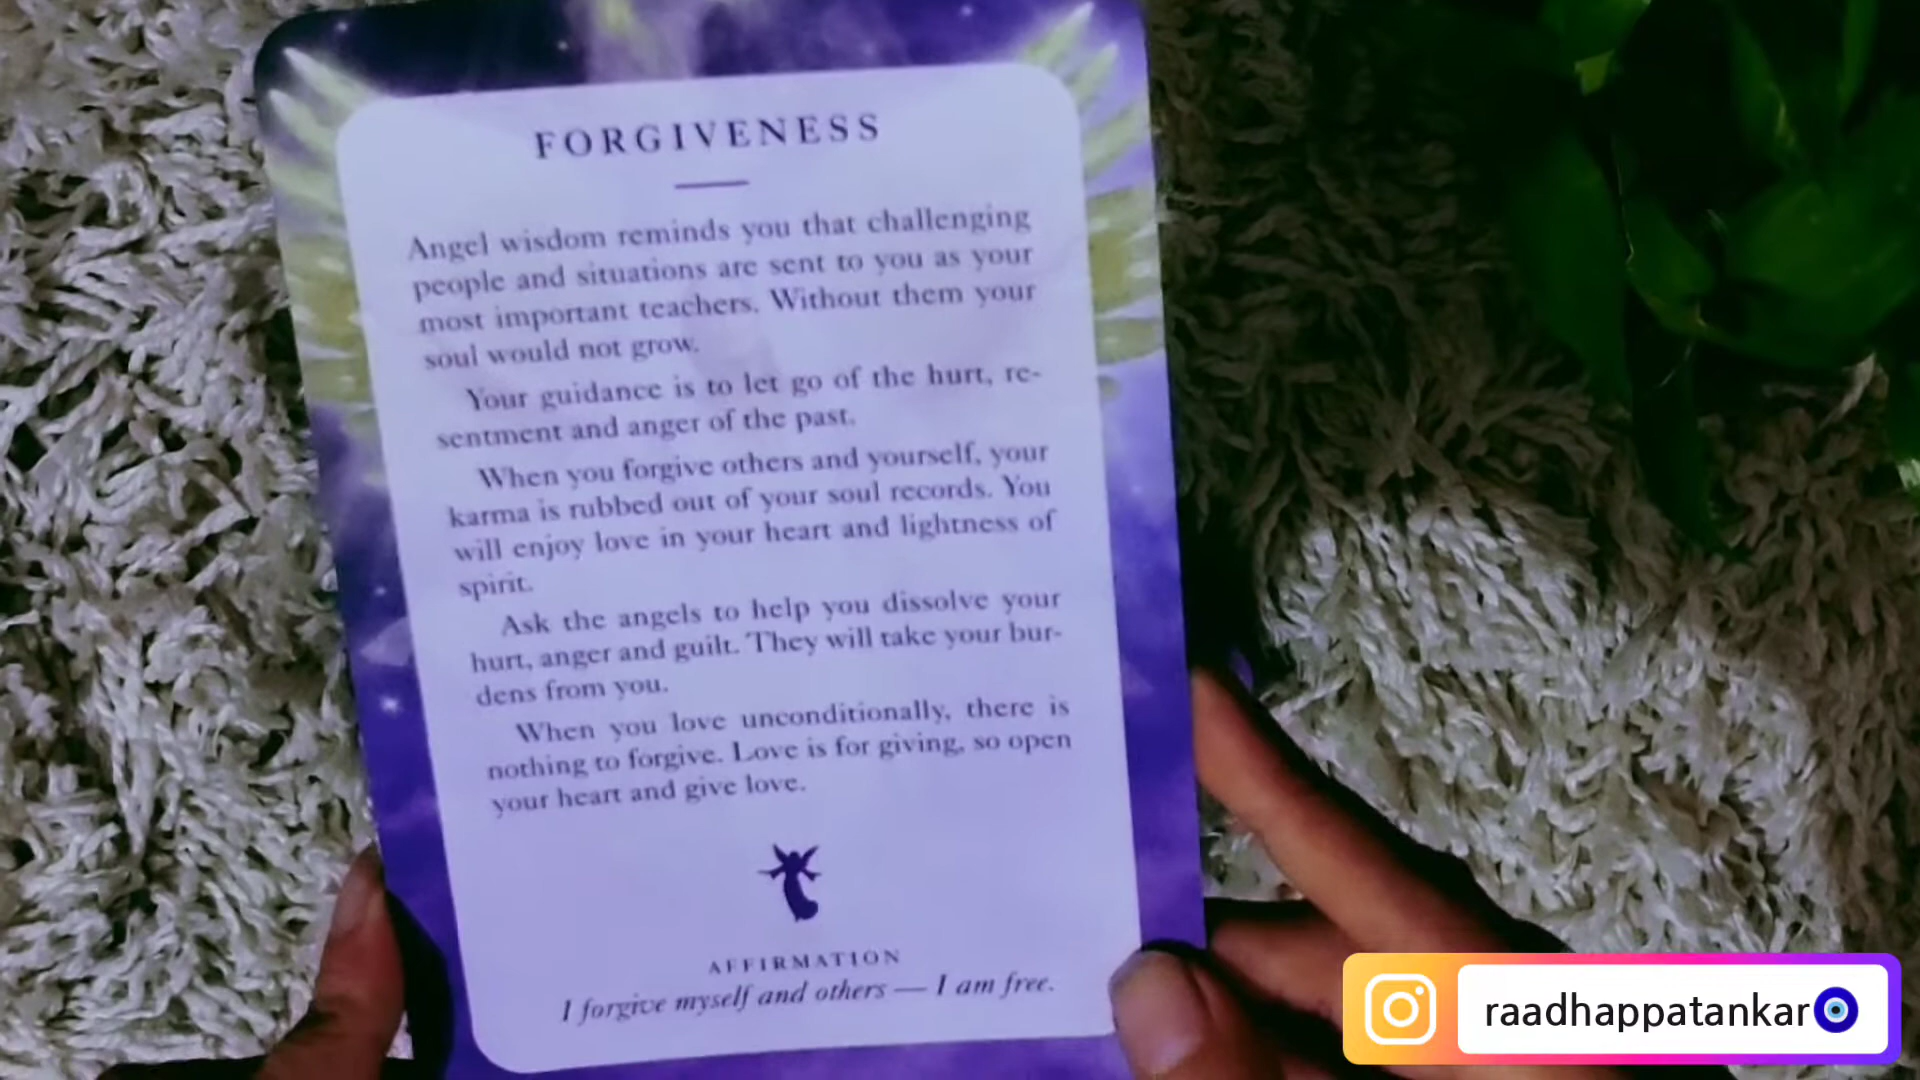 FORGIVENESS
Angel wisdom reminds you that challenging
people and situations are sent to you as your
most important teachers. Without them your
soul would not grow.
Your guidance is to let go of the hurt, re-
sentment and anger of the past.
When you forgive others and yourself, your
karma is rubbed out of your soul records. You
will enjoy love in your heart and lightness of
spirit.
Ask the angels to help you dissolve your
hurt, anger and guilt. They will take your bur-
dens from you.
When you love unconditionally, there is
nothing to forgive. Love is for giving, so open
your heart and give love.
AFFIRMATION
I forgive myself and others — I am free.
raadhappatankar🧿